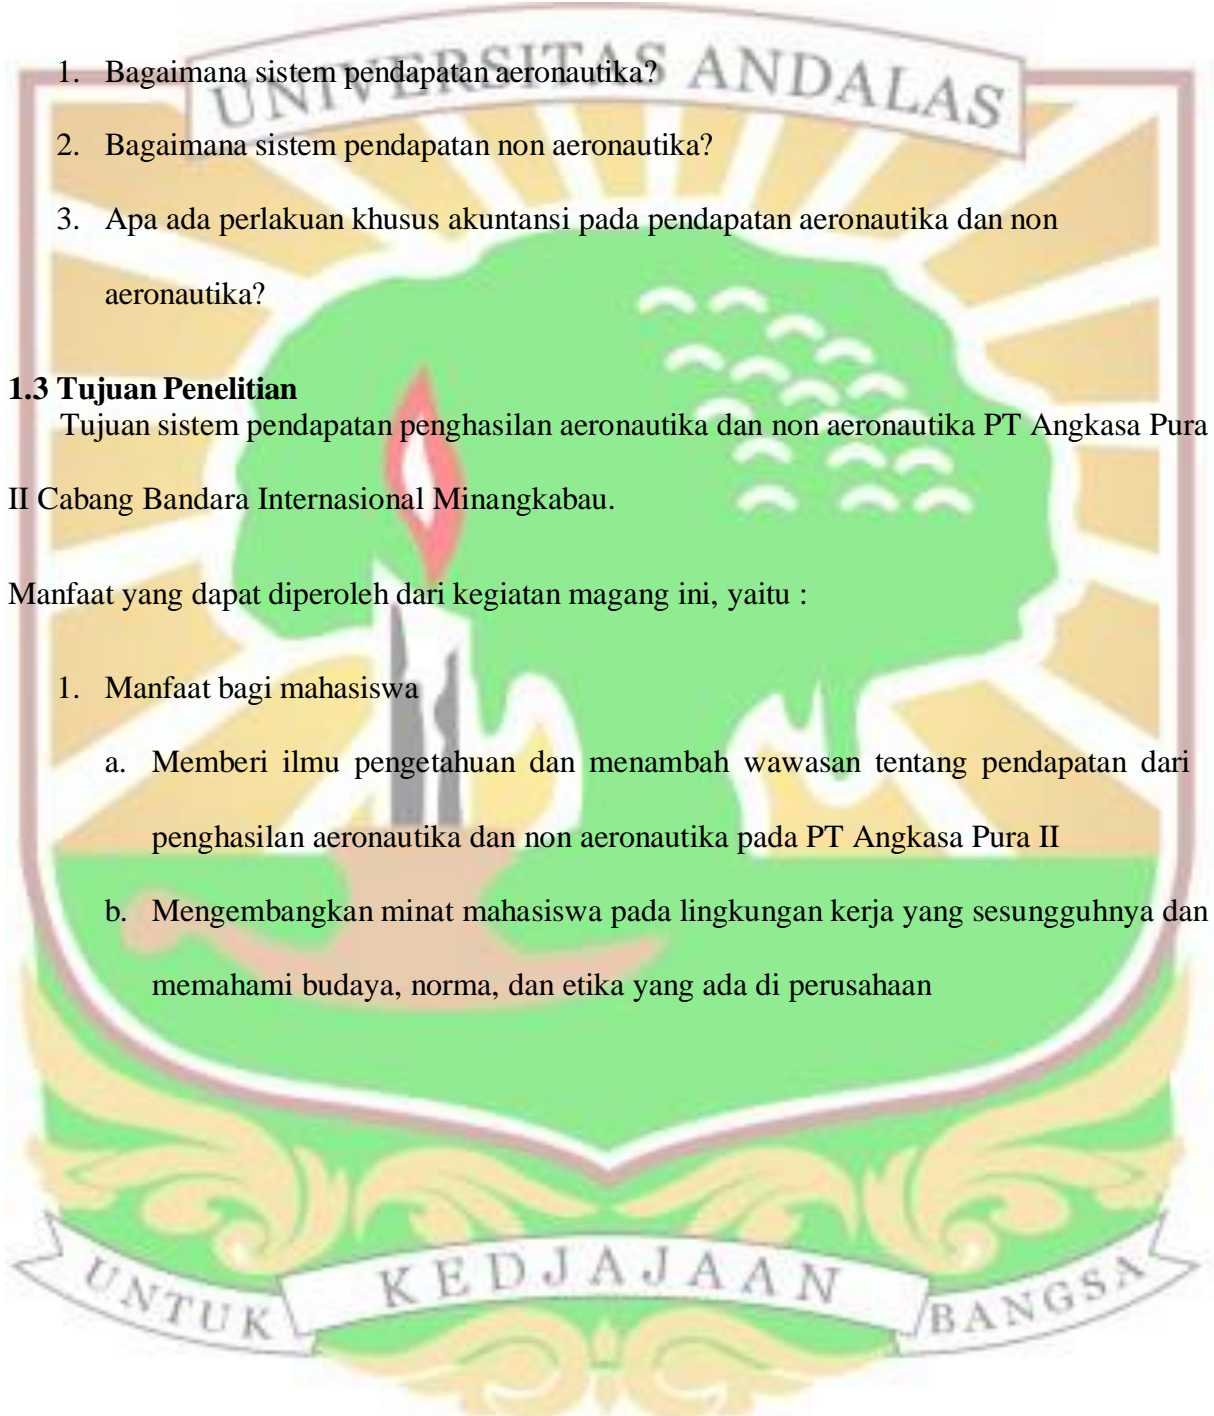 UNIVERSITAS ANDALAS
1. Bagaimana sistem pendapatan aeronautika?
2. Bagaimana sistem pendapatan non aeronautika?
3. Apa ada perlakuan khusus akuntansi pada pendapatan aeronautika dan non
aeronautika?
1.3 Tujuan Penelitian
Tujuan sistem pendapatan penghasilan aeronautika dan non aeronautika PT Angkasa Pura
II Cabang Bandara Internasional Minangkabau.
Manfaat yang dapat diperoleh dari kegiatan magang ini, yaitu :
1. Manfaat bagi mahasiswa
a. Memberi ilmu pengetahuan dan menambah wawasan tentang pendapatan dari
penghasilan aeronautika dan non aeronautika pada PT Angkasa Pura II
b. Mengembangkan minat mahasiswa pada lingkungan kerja yang sesungguhnya dan
memahami budaya, norma, dan etika yang ada di perusahaan
UNTUK KEDJAJAAN BANGSA